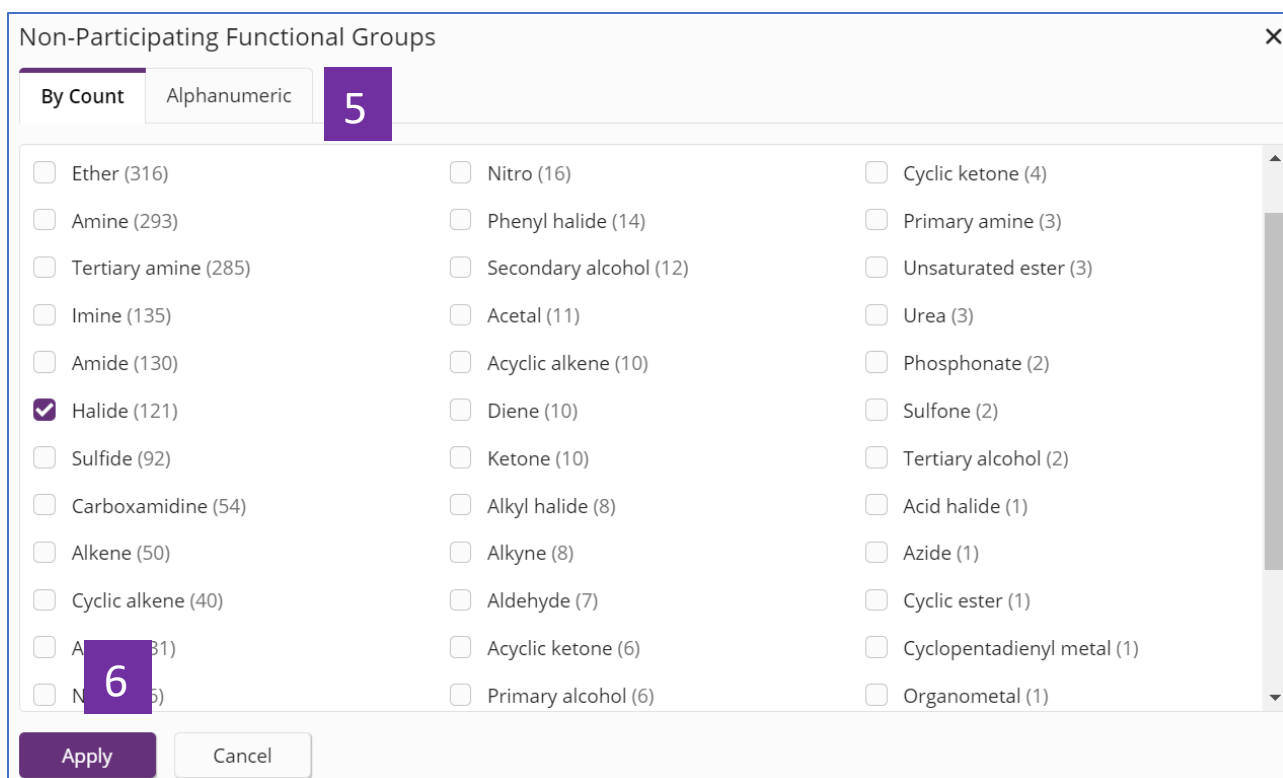 Non-Participating Functional Groups
By Count
Alphanumeric
5
Ether (316)
Nitro (16)
Cyclic ketone (4)
Amine (293)
Phenyl halide (14)
Primary amine (3)
Tertiary amine (285)
Secondary alcohol (12)
Unsaturated ester (3)
Imine (135)
Acetal (11)
Urea (3)
Amide (130)
Acyclic alkene (10)
Phosphonate (2)
Halide (121)
Diene (10)
Sulfone (2)
Sulfide (92)
Ketone (10)
Tertiary alcohol (2)
Carboxamidine (54)
Alkyl halide (8)
Acid halide (1)
Alkene (50)
Alkyne (8)
Azide (1)
Cyclic alkene (40)
Aldehyde (7)
Cyclic ester (1)
Acyclic ketone (6)
Cyclopentadienyl metal (1)
6
Primary alcohol (6)
Organometal (1)
Apply
Cancel